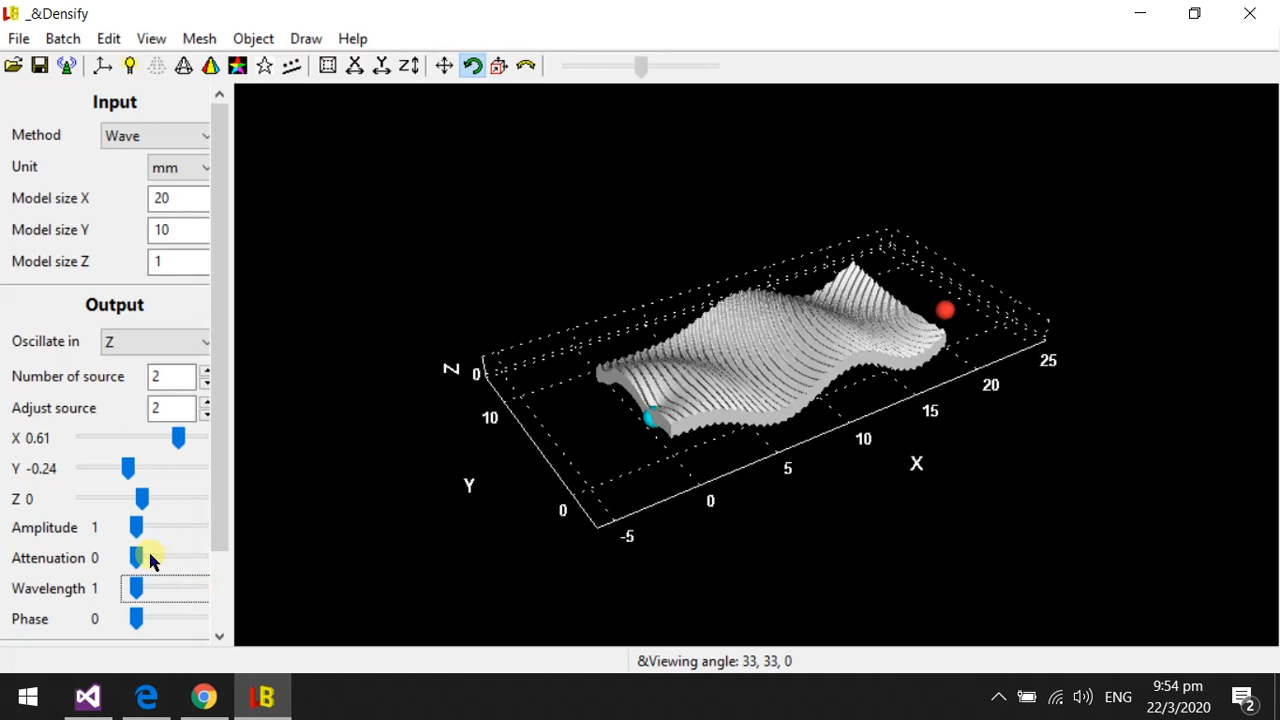 _&Densify
File Batch Edit View Mesh Object Draw Help
Input
Method Wave
Unit mm
Model size X 20
Model size Y 10
Model size Z 1
Output
Oscillate in Z
Number of source 2
Adjust source 2
X 0.61
Y -0.24
Z 0
Amplitude 1
Attenuation 0
Wavelength 1
Phase 0
Z 0
10
Y
0
-5
0
5
10
15
20
25
X
&Viewing angle: 33, 33, 0
ENG
9:54 pm
22/3/2020
2